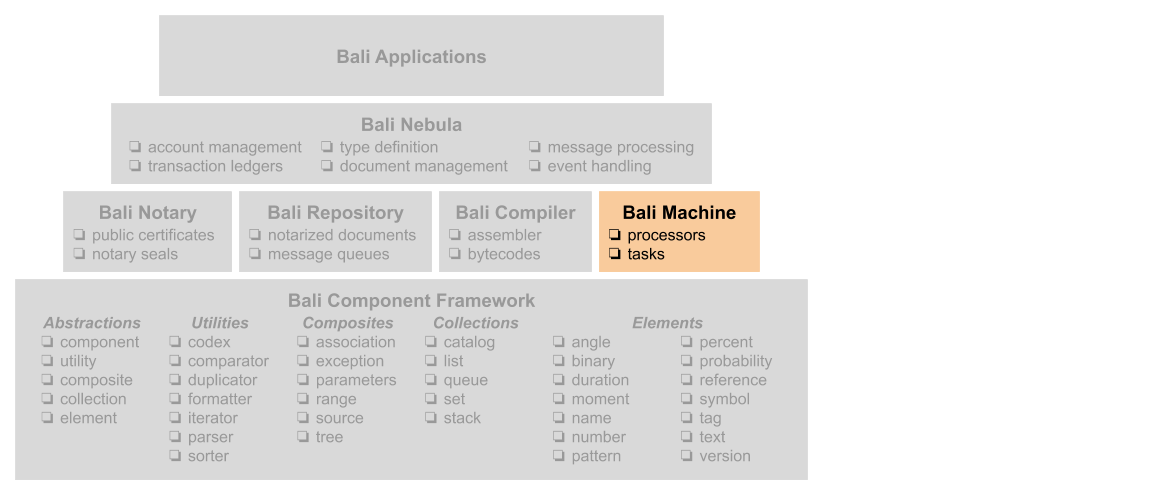 Bali Applications
Bali Nebula
❏ account management ❏ type definition ❏ message processing
❏ transaction ledgers ❏ document management ❏ event handling
Bali Notary
❏ public certificates
❏ notary seals
Bali Repository
❏ notarized documents
❏ message queues
Bali Compiler
❏ assembler
❏ bytecodes
Bali Machine
❏ processors
❏ tasks
Bali Component Framework
Abstractions
❏ component
❏ utility
❏ composite
❏ collection
❏ element
Utilities
❏ codex
❏ comparator
❏ duplicator
❏ formatter
❏ iterator
❏ parser
❏ sorter
Composites
❏ association
❏ exception
❏ parameters
❏ range
❏ source
❏ tree
Collections
❏ catalog
❏ list
❏ queue
❏ set
❏ stack
Elements
❏ angle
❏ binary
❏ duration
❏ moment
❏ name
❏ number
❏ pattern
❏ percent
❏ probability
❏ reference
❏ symbol
❏ tag
❏ text
❏ version